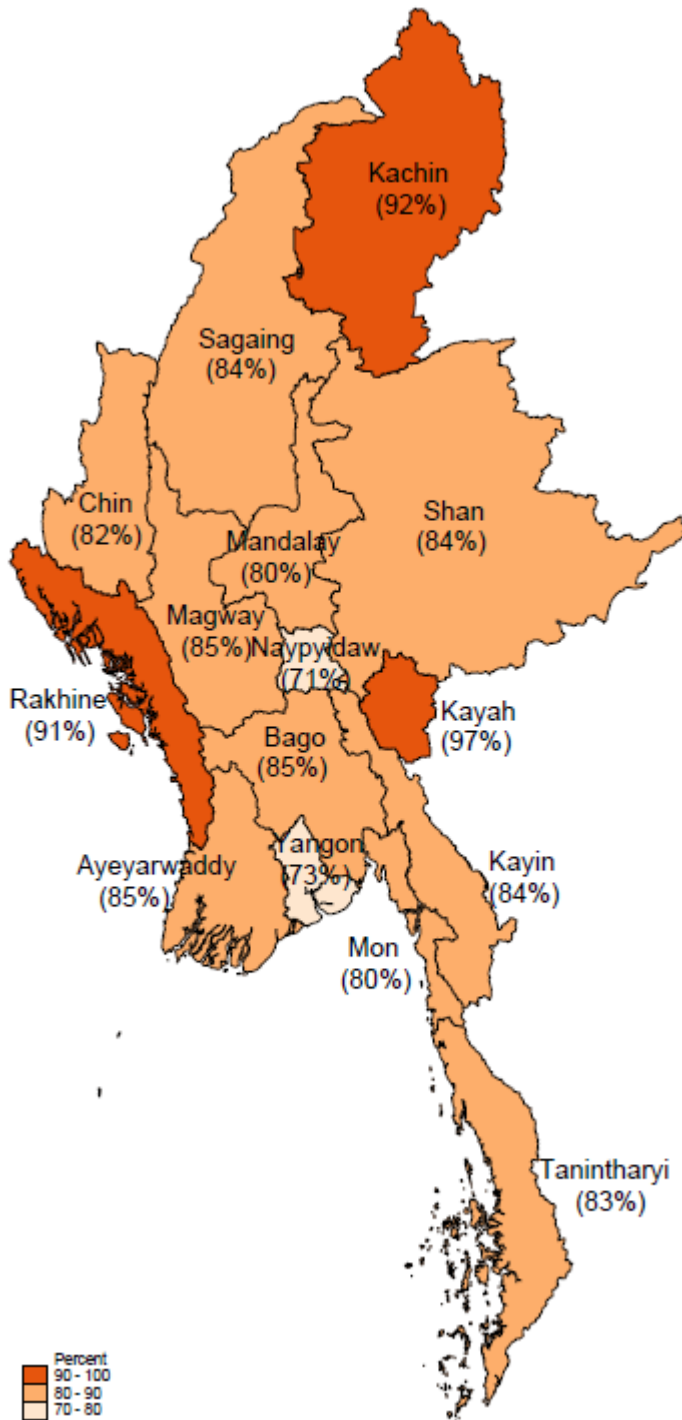 Kachin
(92%)
Sagaing
(84%)
Chin
(82%)
Shan
(84%)
Mandalay
(80%)
Magway
(85%)
Naypyidaw
(71%)
Rakhine
(91%)
Kayah
(97%)
Bago
(85%)
Ayeyarwaddy
(85%)
Yangon
(73%)
Kayin
(84%)
Mon
(80%)
Tanintharyi
(83%)
Percent
90 - 100
80 - 90
70 - 80